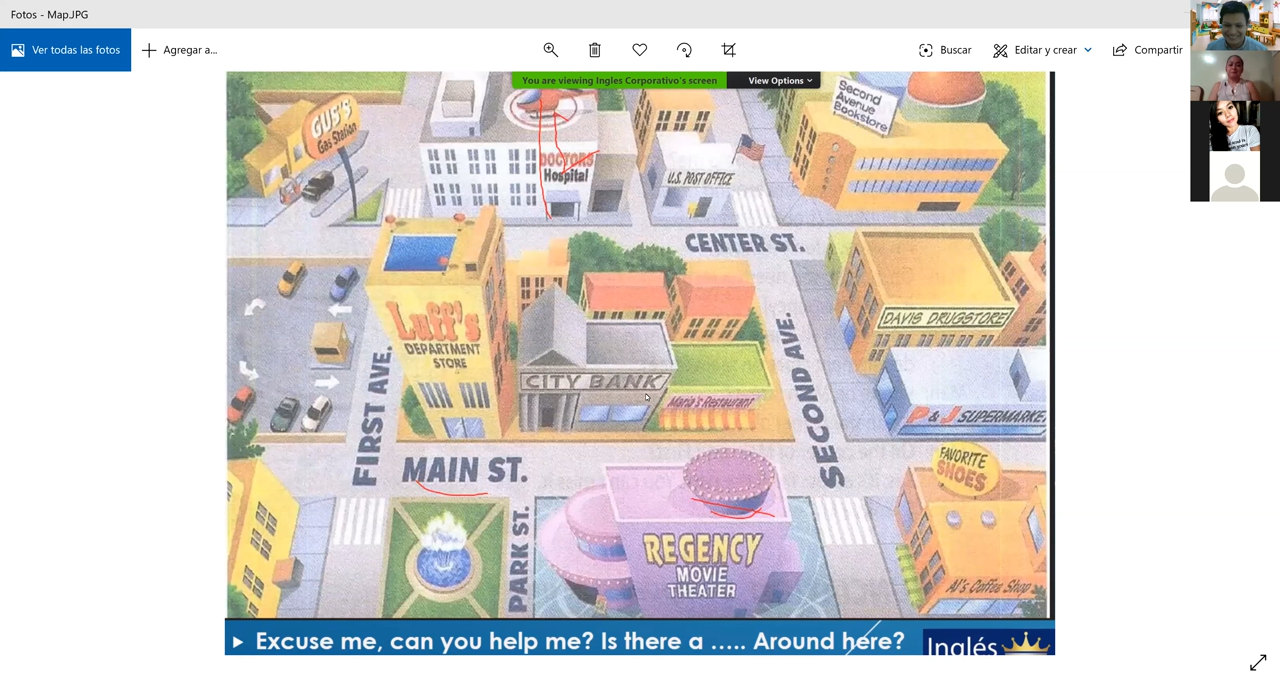 Fotos - Map.JPG
Ver todas las fotos
Agregar a...
Buscar
Editar y crear
Compartir
You are viewing Ingles Corporativo's screen
View Options
GUS'S
Gas Station
DOCTORS
Hospital
U.S. POST OFFICE
Second
Avenue
Bookstore
CENTER ST.
Luff's
DEPARTMENT
STORE
CITY BANK
Maria's Restaurant
DAVIS DRUGSTORE
P & J SUPERMARKE
FIRST AVE.
SECOND AVE.
MAIN ST.
PARK ST.
REGENCY
MOVIE
THEATER
FAVORITE
SHOES
Al's Coffee Shop
Excuse me, can you help me? Is there a ..... Around here?
Inglés